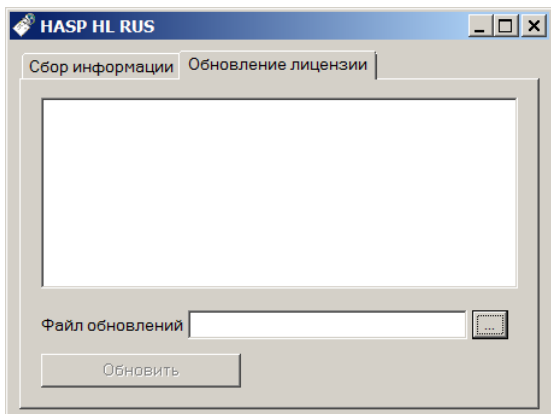 HASP HL RUS
Сбор информации Обновление лицензии
Файл обновлений ...
Обновить